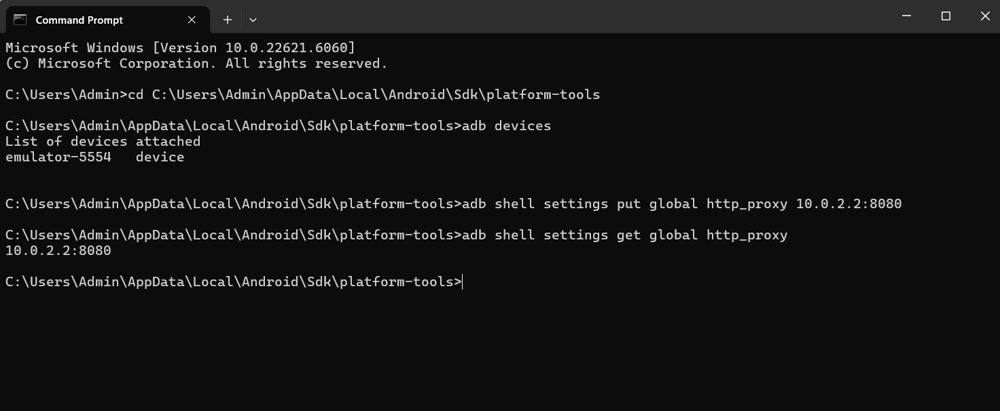 Command Prompt
Microsoft Windows [Version 10.0.22621.6060]
(c) Microsoft Corporation. All rights reserved.
C:\Users\Admin>cd C:\Users\Admin\AppData\Local\Android\Sdk\platform-tools
C:\Users\Admin\AppData\Local\Android\Sdk\platform-tools>adb devices
List of devices attached
emulator-5554   device
C:\Users\Admin\AppData\Local\Android\Sdk\platform-tools>adb shell settings put global http_proxy 10.0.2.2:8080
C:\Users\Admin\AppData\Local\Android\Sdk\platform-tools>adb shell settings get global http_proxy
10.0.2.2:8080
C:\Users\Admin\AppData\Local\Android\Sdk\platform-tools>